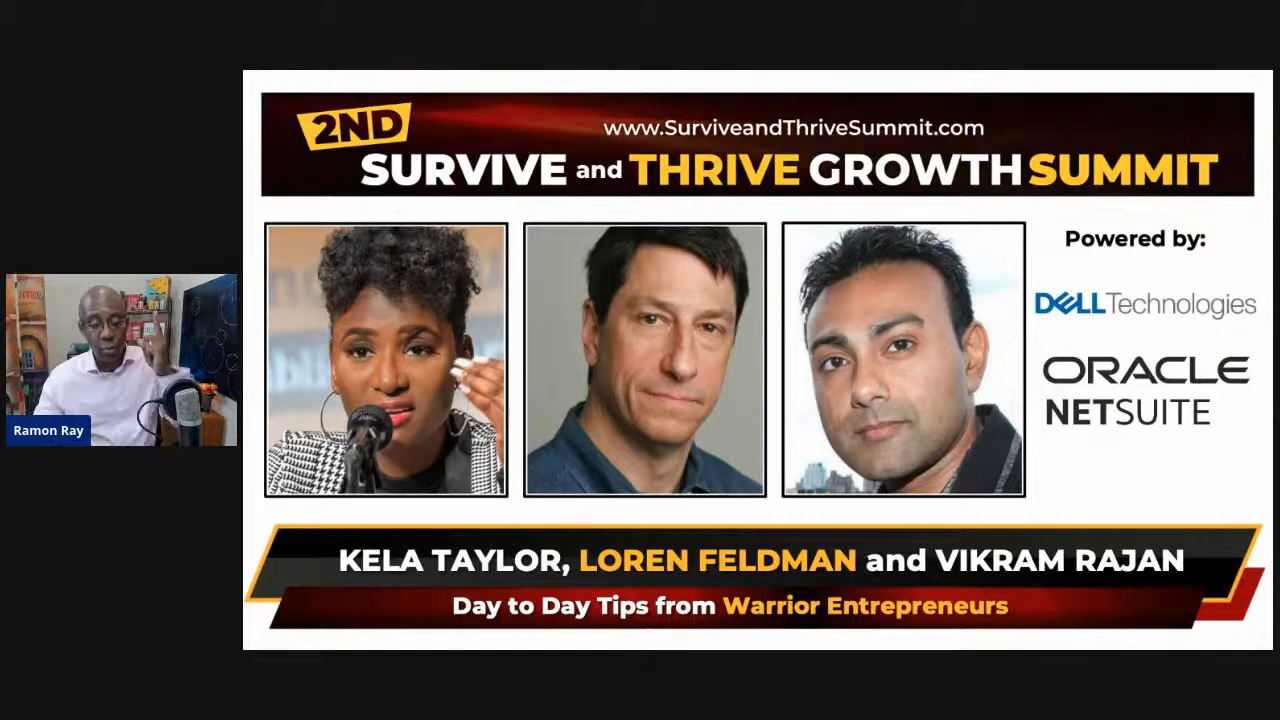 2ND
www.SurviveandThriveSummit.com
SURVIVE and THRIVE GROWTH SUMMIT
Powered by:
DELL Technologies
ORACLE
NETSUITE
Ramon Ray
KELA TAYLOR, LOREN FELDMAN and VIKRAM RAJAN
Day to Day Tips from Warrior Entrepreneurs